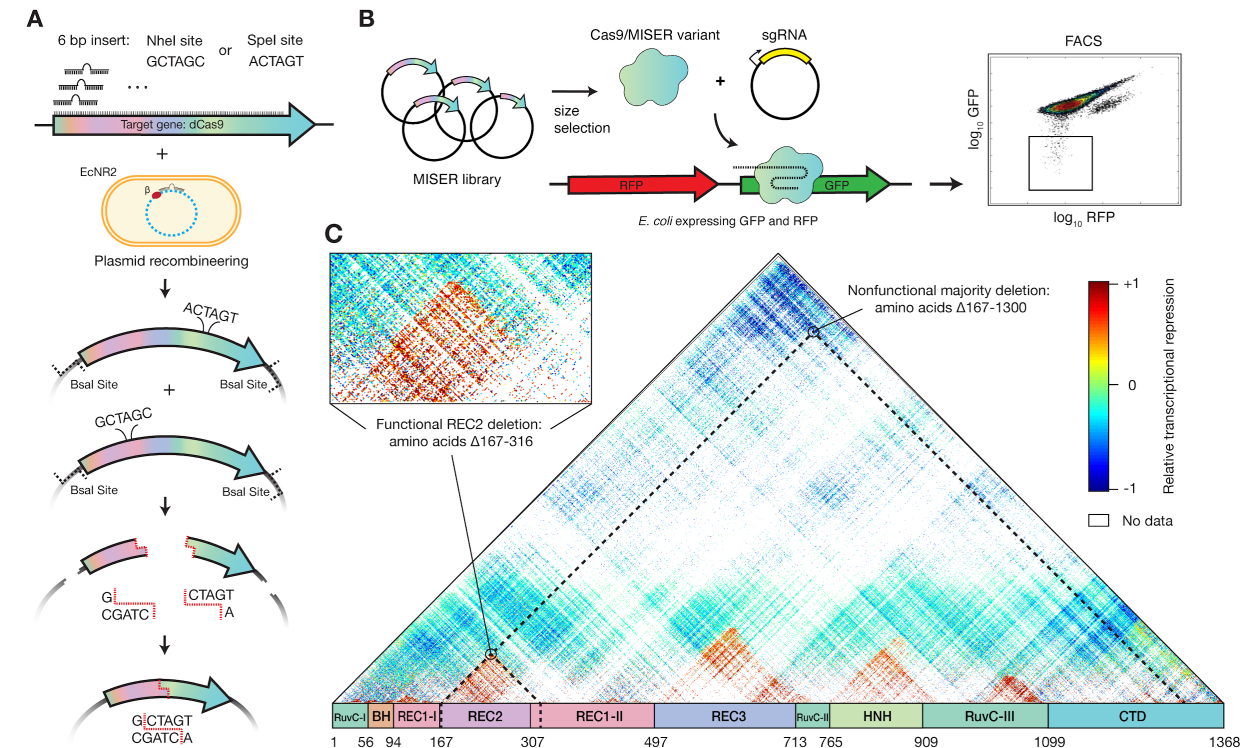 A
6 bp insert:
NheI site
GCTAGC
or
SpeI site
ACTAGT
...
Target gene: dCas9
+
EcNR2
β
Plasmid recombineering
ACTAGT
BsaI Site
BsaI Site
+
GCTAGC
BsaI Site
BsaI Site
G
CGATC
CTAGT
A
G CTAGT
CGATC A
B
MISER library
size
selection
Cas9/MISER variant
+
sgRNA
RFP
GFP
E. coli expressing GFP and RFP
FACS
log10 GFP
log10 RFP
C
Functional REC2 deletion:
amino acids Δ167-316
Nonfunctional majority deletion:
amino acids Δ167-1300
+1
0
-1
Relative transcriptional repression
No data
RuvC-I BH REC1-I REC2 REC1-II REC3 RuvC-II HNH RuvC-III CTD
1 56 94 167 307 497 713 765 909 1099 1368